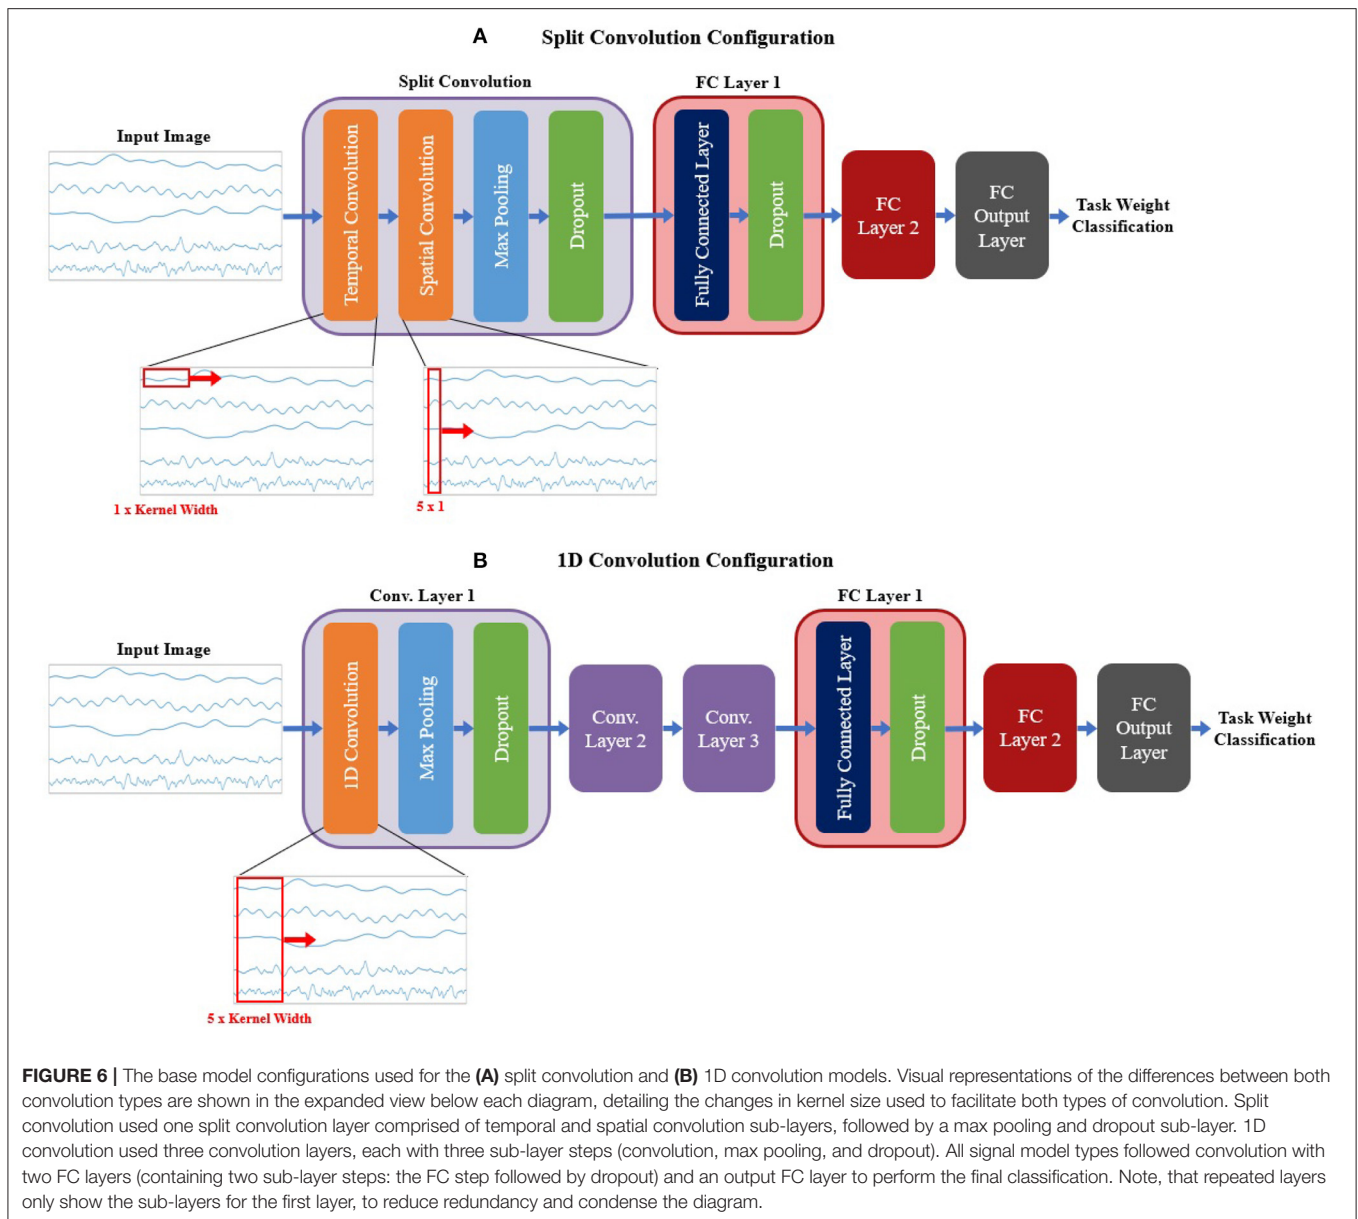 A Split Convolution Configuration
Split Convolution
FC Layer 1
Input Image
Temporal Convolution
Spatial Convolution
Max Pooling
Dropout
Fully Connected Layer
Dropout
FC
Layer 2
FC
Output
Layer
Task Weight
Classification
1 x Kernel Width
5 x 1
B 1D Convolution Configuration
Conv. Layer 1
FC Layer 1
Input Image
1D Convolution
Max Pooling
Dropout
Conv.
Layer 2
Conv.
Layer 3
Fully Connected Layer
Dropout
FC
Layer 2
FC
Output
Layer
Task Weight
Classification
5 x Kernel Width
FIGURE 6 | The base model configurations used for the (A) split convolution and (B) 1D convolution models. Visual representations of the differences between both
convolution types are shown in the expanded view below each diagram, detailing the changes in kernel size used to facilitate both types of convolution. Split
convolution used one split convolution layer comprised of temporal and spatial convolution sub-layers, followed by a max pooling and dropout sub-layer. 1D
convolution used three convolution layers, each with three sub-layer steps (convolution, max pooling, and dropout). All signal model types followed convolution with
two FC layers (containing two sub-layer steps: the FC step followed by dropout) and an output FC layer to perform the final classification. Note, that repeated layers
only show the sub-layers for the first layer, to reduce redundancy and condense the diagram.